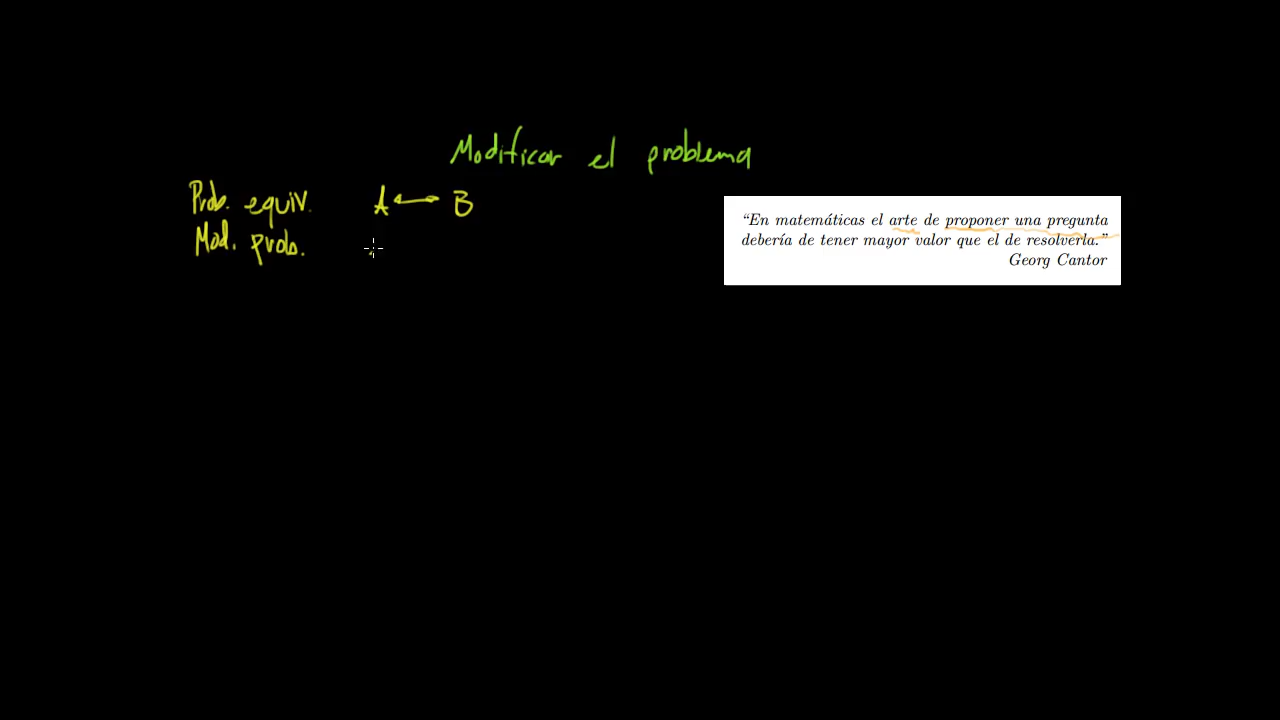 Modificar el problema
Prob. equiv. A ⟷ B
Mod. prob.
“En matemáticas el arte de proponer una pregunta
debería de tener mayor valor que el de resolverla.”
Georg Cantor